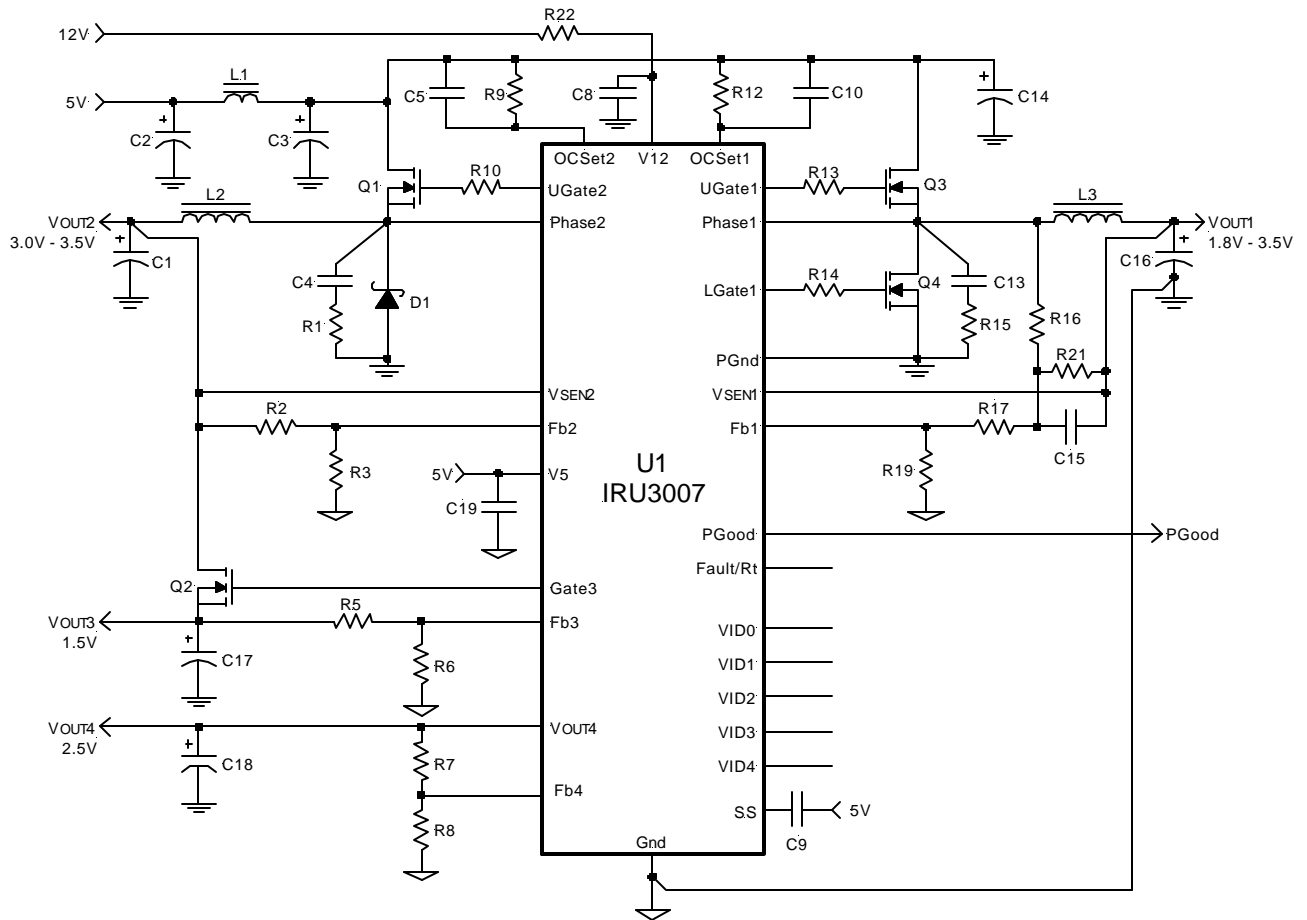 R22
12V
L1
5V
C2
C3
C5
R9
C8
R12
C10
C14
OCSet2
V12
OCSet1
Q1
R10
UGate2
UGate1
R13
Q3
L2
L3
VOUT2
3.0V - 3.5V
Phase2
Phase1
VOUT1
1.8V - 3.5V
C1
C16
C4
D1
R1
LGate1
R14
Q4
C13
R15
R16
PGnd
R21
VSEN2
VSEN1
R2
Fb2
Fb1
R17
C15
R3
5V
V5
C19
U1
IRU3007
R19
PGood
PGood
Fault/Rt
Q2
Gate3
VOUT3
1.5V
R5
Fb3
VID0
C17
R6
VID1
VID2
VOUT4
2.5V
VOUT4
VID3
C18
R7
VID4
Fb4
R8
SS
5V
C9
Gnd